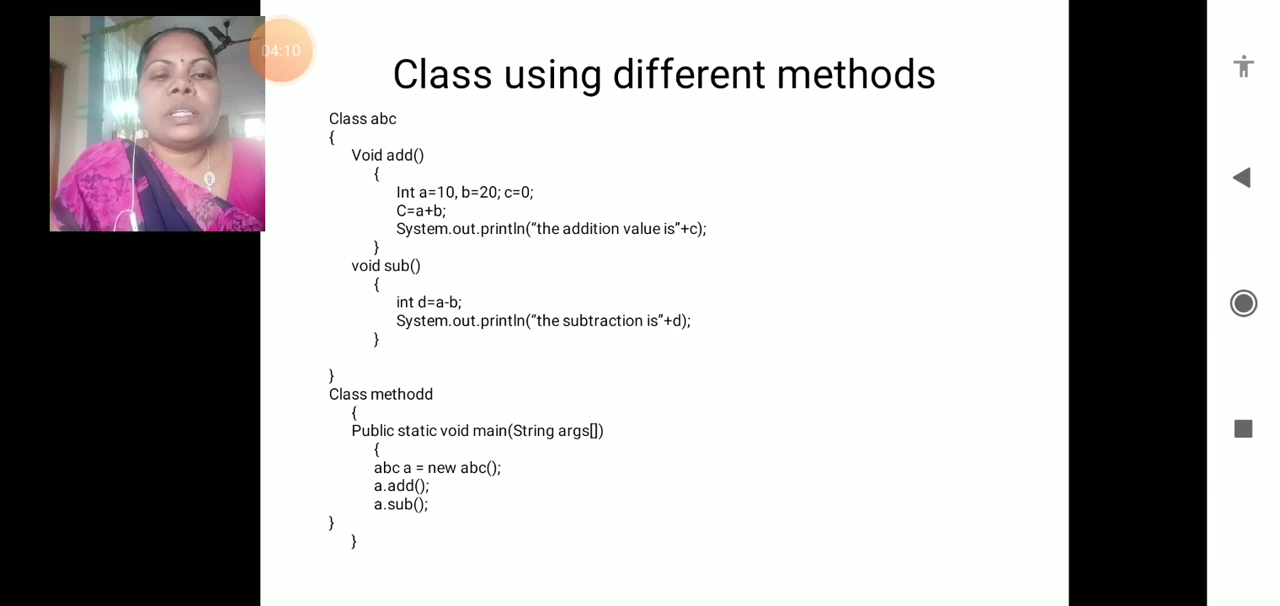 04:10
Class using different methods
Class abc
{
Void add()
{
Int a=10, b=20; c=0;
C=a+b;
System.out.println(“the addition value is”+c);
}
void sub()
{
int d=a-b;
System.out.println(“the subtraction is”+d);
}
}
Class methodd
{
Public static void main(String args[])
{
abc a = new abc();
a.add();
a.sub();
}
}